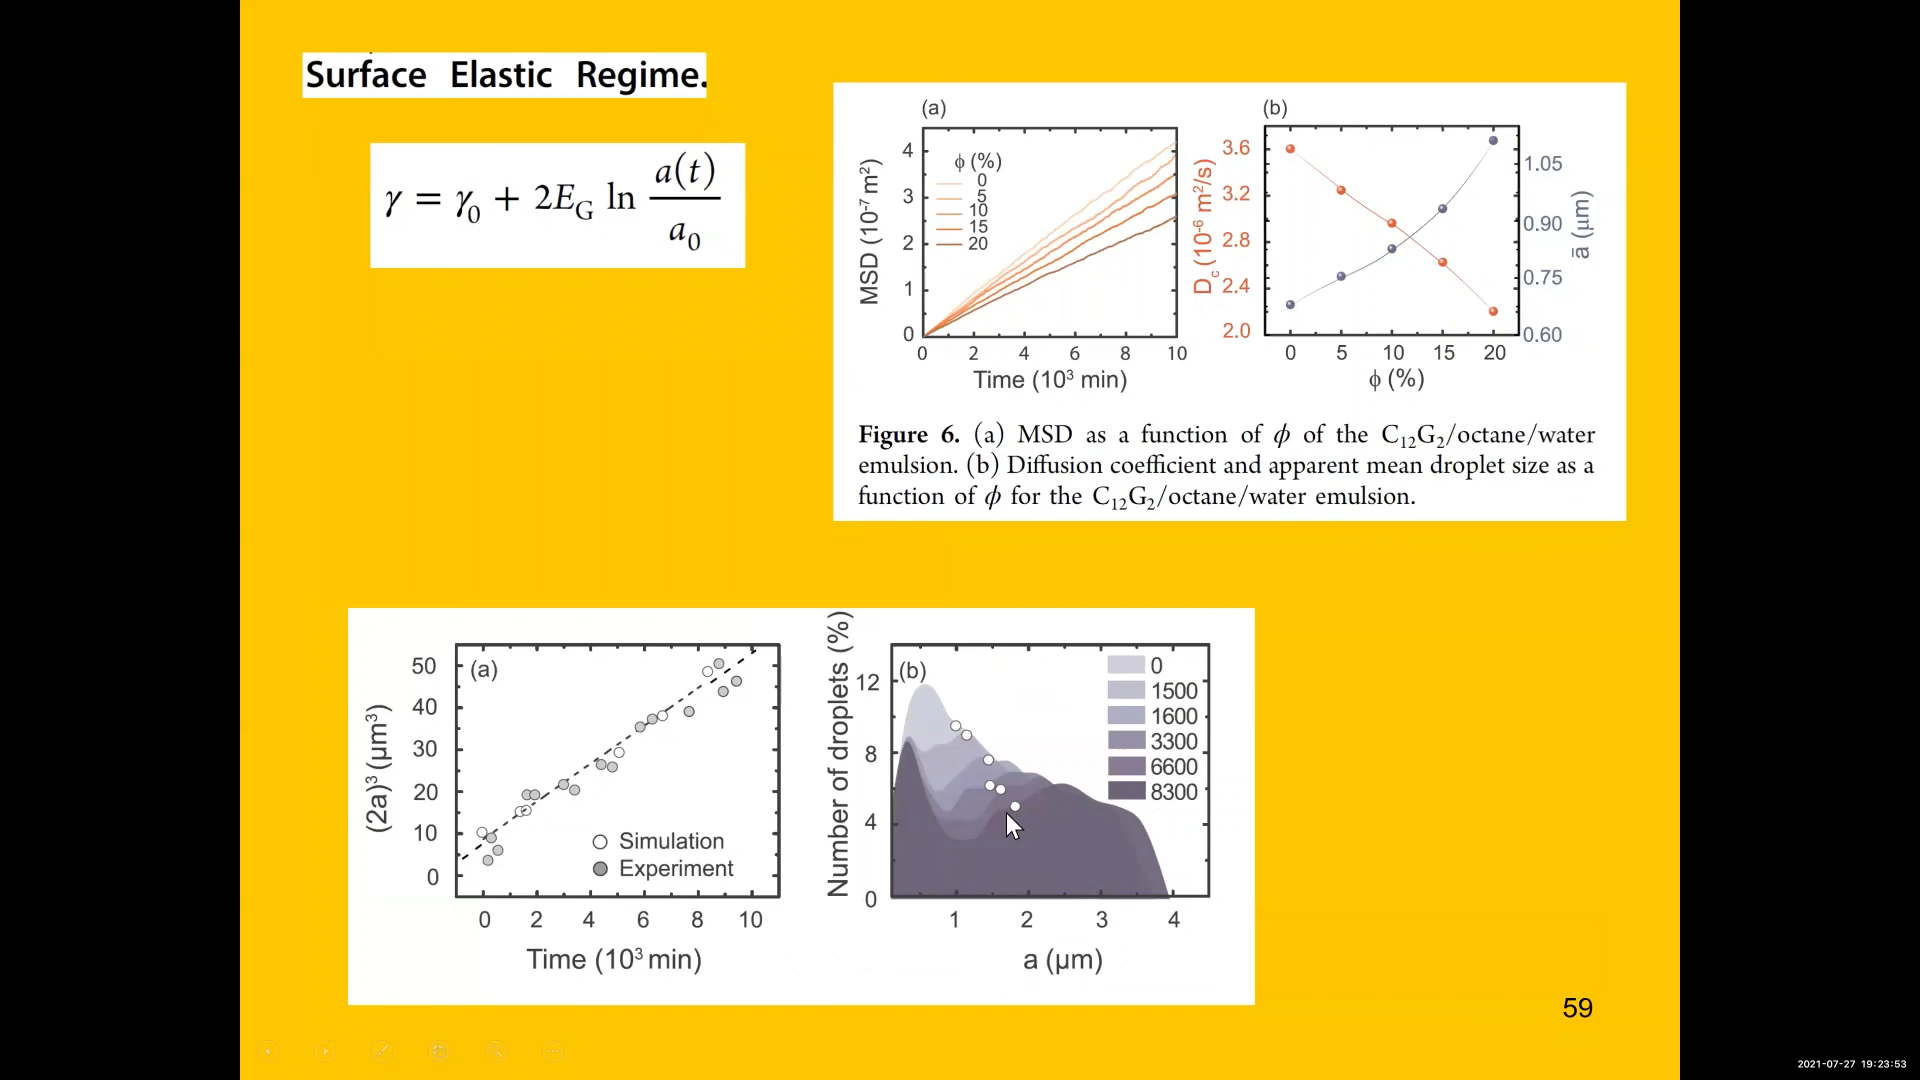 Surface Elastic Regime.
γ = γ₀ + 2E_G ln a(t)/a₀
(a)
MSD (10⁻⁷ m²)
4
3
2
1
0
ϕ (%)
0
5
10
15
20
0 2 4 6 8 10
Time (10³ min)
(b)
D_c (10⁻⁶ m²/s)
3.6
3.2
2.8
2.4
2.0
1.05
0.90
0.75
0.60
ā (μm)
0 5 10 15 20
ϕ (%)
Figure 6. (a) MSD as a function of ϕ of the C₁₂G₂/octane/water
emulsion. (b) Diffusion coefficient and apparent mean droplet size as a
function of ϕ for the C₁₂G₂/octane/water emulsion.
(a)
(2a)³ (μm³)
50
40
30
20
10
0
Simulation
Experiment
0 2 4 6 8 10
Time (10³ min)
(b)
Number of droplets (%)
12
8
4
0
0
1500
1600
3300
6600
8300
1 2 3 4
a (μm)
59
2021-07-27 19:23:53